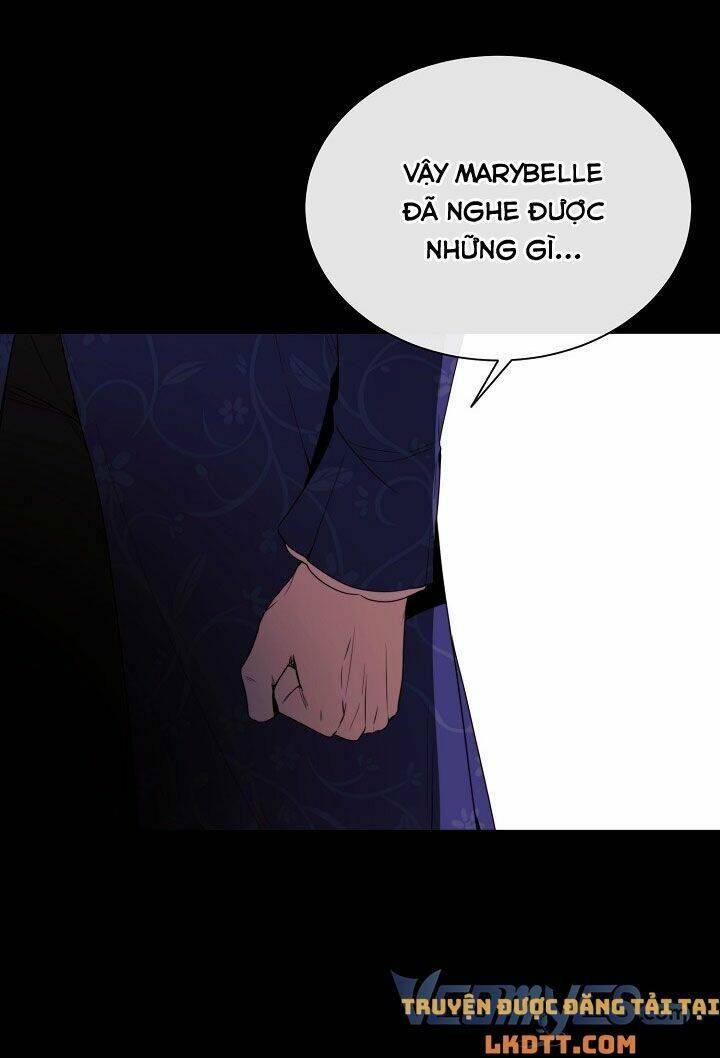 VẬY MARYBELLE
ĐÃ NGHE ĐƯỢC
NHỮNG GÌ...
TRUYỆN ĐƯỢC ĐĂNG TẢI TẠI
LKDTT.COM